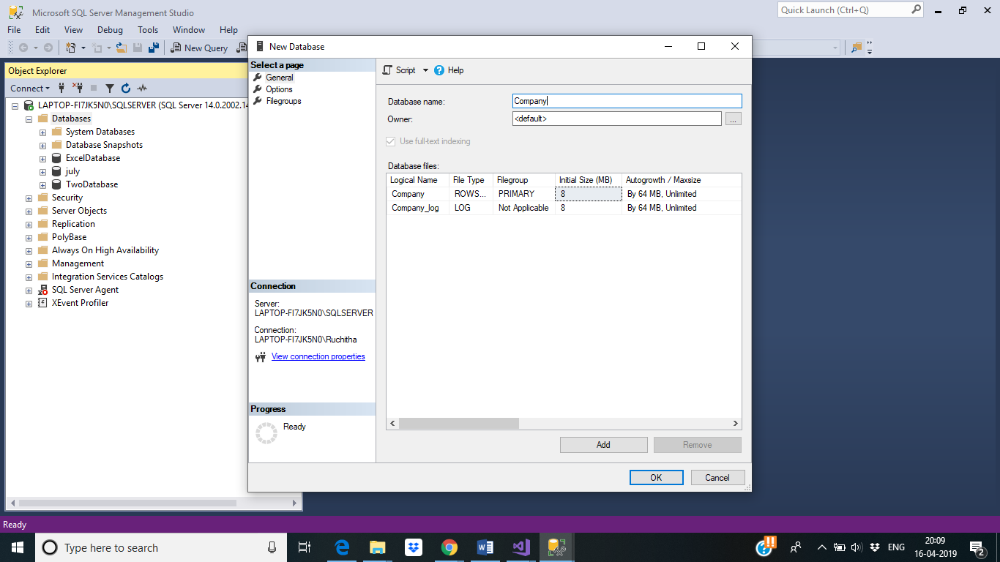 Microsoft SQL Server Management Studio
Quick Launch (Ctrl+Q)
File Edit View Debug Tools Window Help
New Query
Object Explorer
Connect
LAPTOP-FI7JK5N0\SQLSERVER (SQL Server 14.0.2002.14
Databases
System Databases
Database Snapshots
ExcelDatabase
july
TwoDatabase
Security
Server Objects
Replication
PolyBase
Always On High Availability
Management
Integration Services Catalogs
SQL Server Agent
XEvent Profiler
New Database
Select a page
General
Options
Filegroups
Connection
Server:
LAPTOP-FI7JK5N0\SQLSERVER
Connection:
LAPTOP-FI7JK5N0\Ruchitha
View connection properties
Progress
Ready
Script Help
Database name: Company
Owner: <default> ...
Use full-text indexing
Database files:
Logical Name File Type Filegroup Initial Size (MB) Autogrowth / Maxsize
Company ROWS... PRIMARY 8 By 64 MB, Unlimited
Company_log LOG Not Applicable 8 By 64 MB, Unlimited
Add Remove
OK Cancel
Ready
Type here to search
11
ENG
20:09
16-04-2019
2